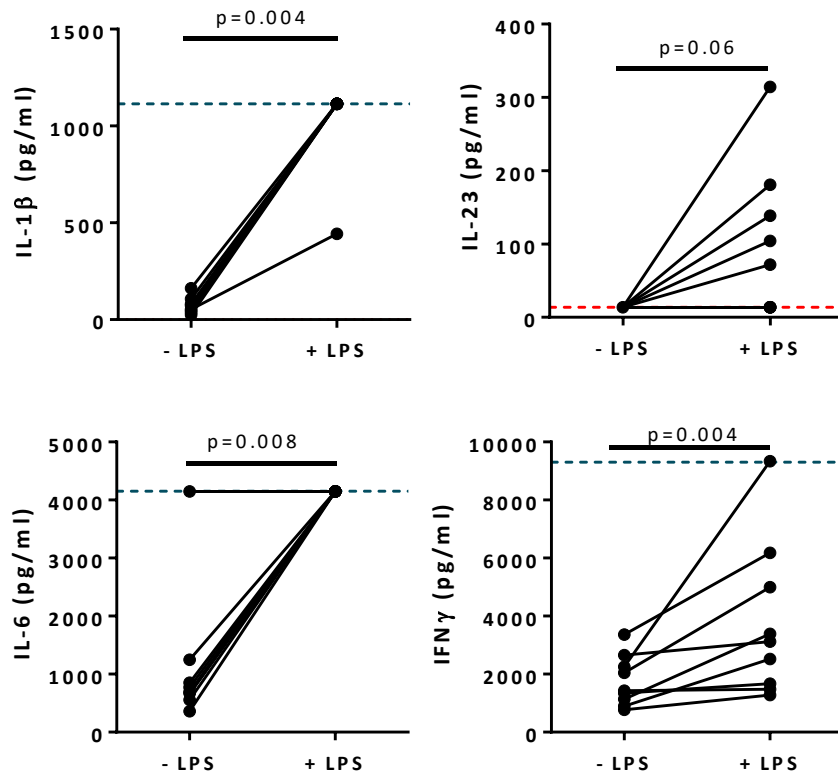 p=0.004
1500
1000
500
0
IL-1β (pg/ml)
- LPS
+ LPS
p=0.06
400
300
200
100
0
IL-23 (pg/ml)
- LPS
+ LPS
p=0.008
5000
4000
3000
2000
1000
0
IL-6 (pg/ml)
- LPS
+ LPS
p=0.004
10000
8000
6000
4000
2000
0
IFNγ (pg/ml)
- LPS
+ LPS